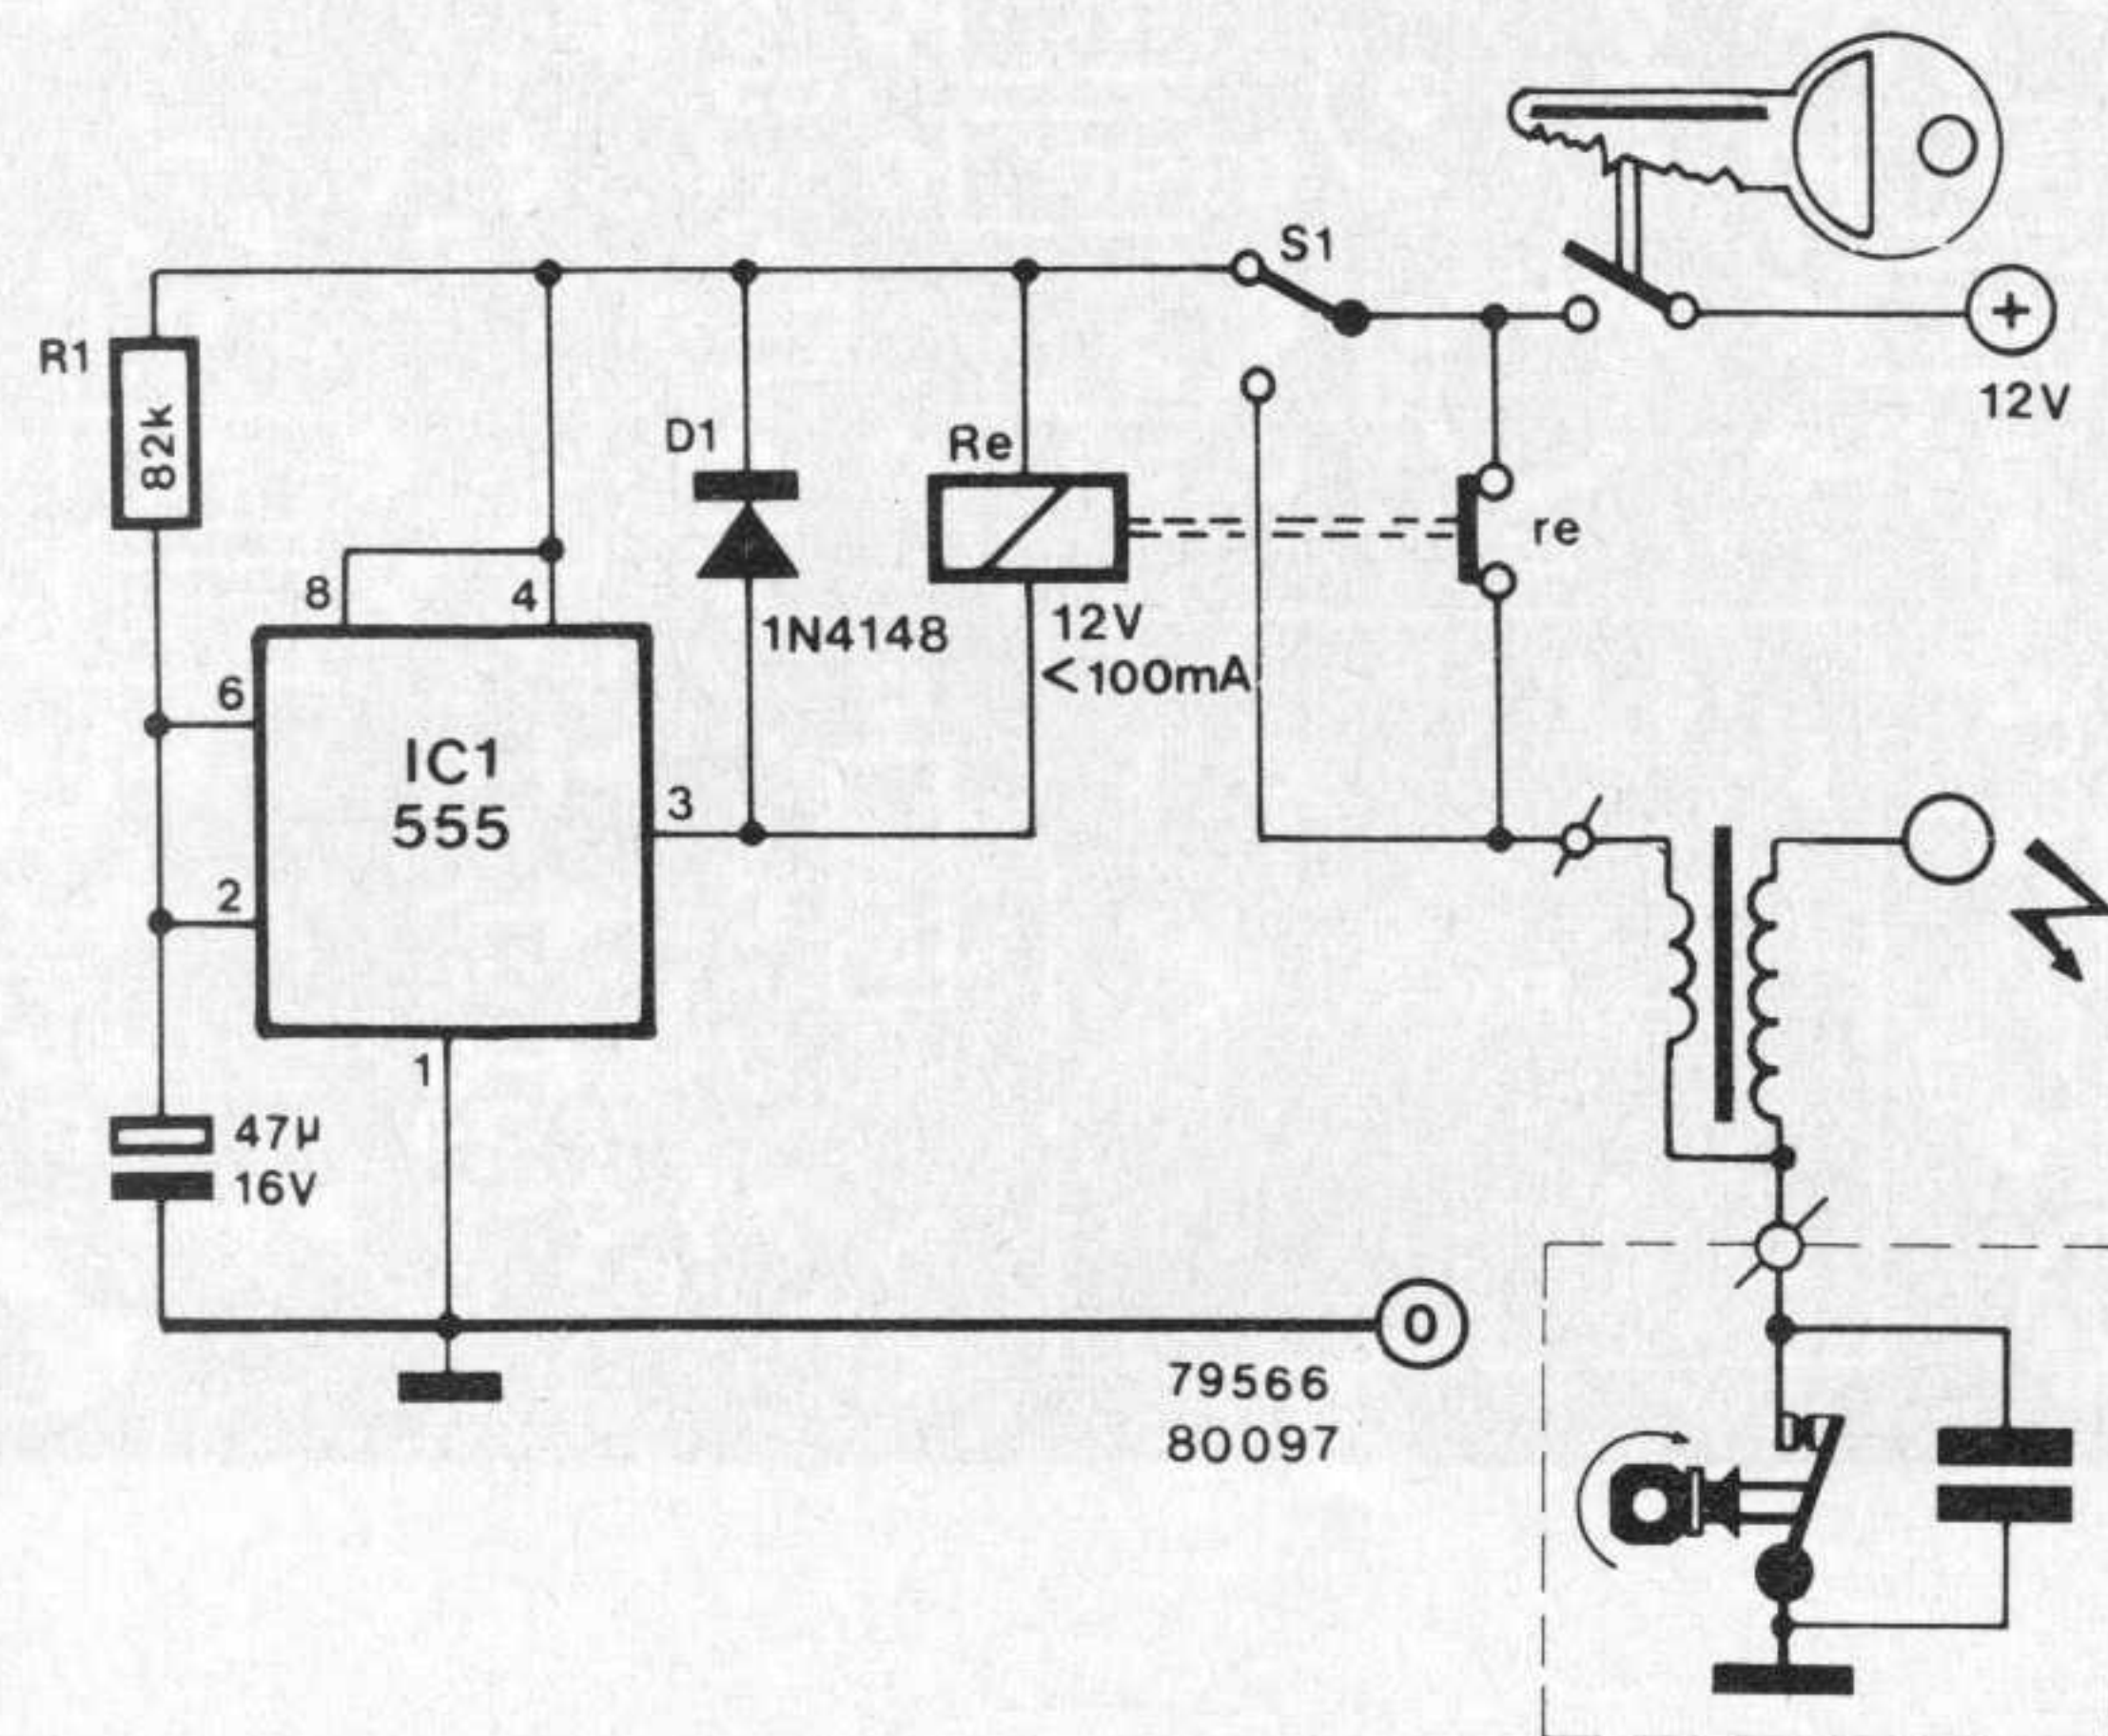 S1
+
12V
R1
82k
D1
Re
re
8
4
1N4148
12V
<100mA
6
IC1
555
3
2
1
47µ
16V
0
79566
80097